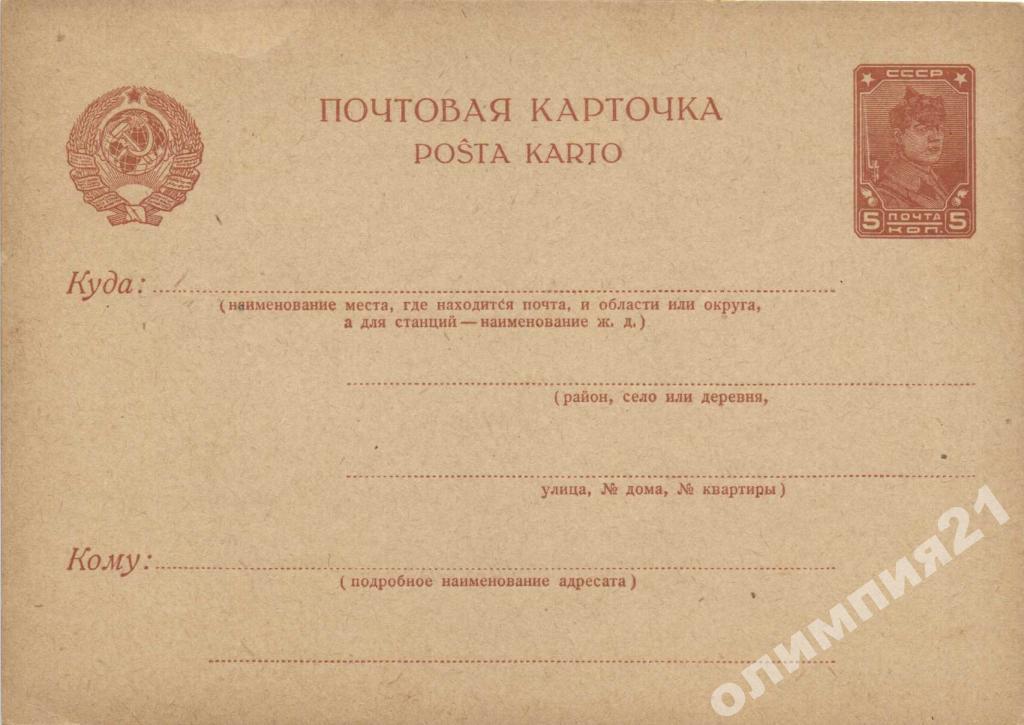 СССР
ПОЧТОВАЯ КАРТОЧКА
POŜTA KARTO
5 ПОЧТА 5
КОП.
Куда:
(наименование места, где находится почта, и области или округа,
а для станций — наименование ж. д.)
(район, село или деревня,
улица, № дома, № квартиры)
Кому:
(подробное наименование адресата)
олимпия21